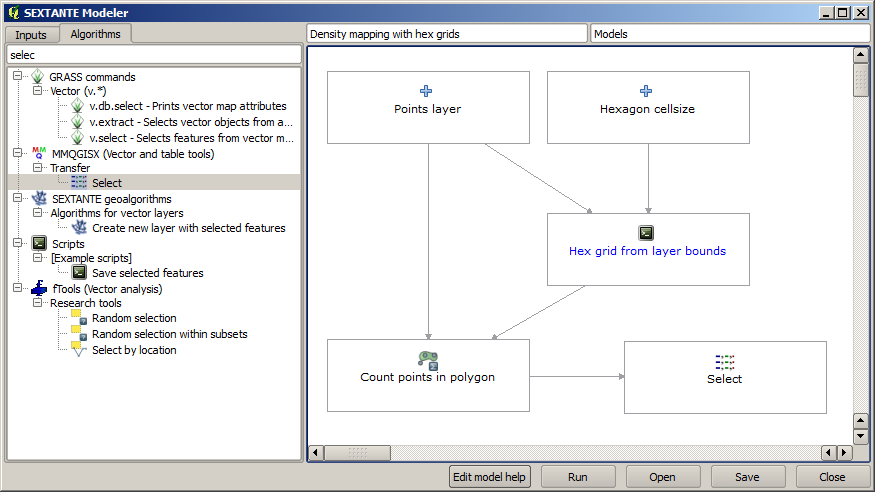 SEXTANTE Modeler
Inputs
Algorithms
selec
GRASS commands
Vector (v.*)
v.db.select - Prints vector map attributes
v.extract - Selects vector objects from a...
v.select - Selects features from vector m...
MMQGISX (Vector and table tools)
Transfer
Select
SEXTANTE geoalgorithms
Algorithms for vector layers
Create new layer with selected features
Scripts
[Example scripts]
Save selected features
fTools (Vector analysis)
Research tools
Random selection
Random selection within subsets
Select by location
Density mapping with hex grids
Models
Points layer
Hexagon cellsize
Hex grid from layer bounds
Count points in polygon
Select
Edit model help
Run
Open
Save
Close